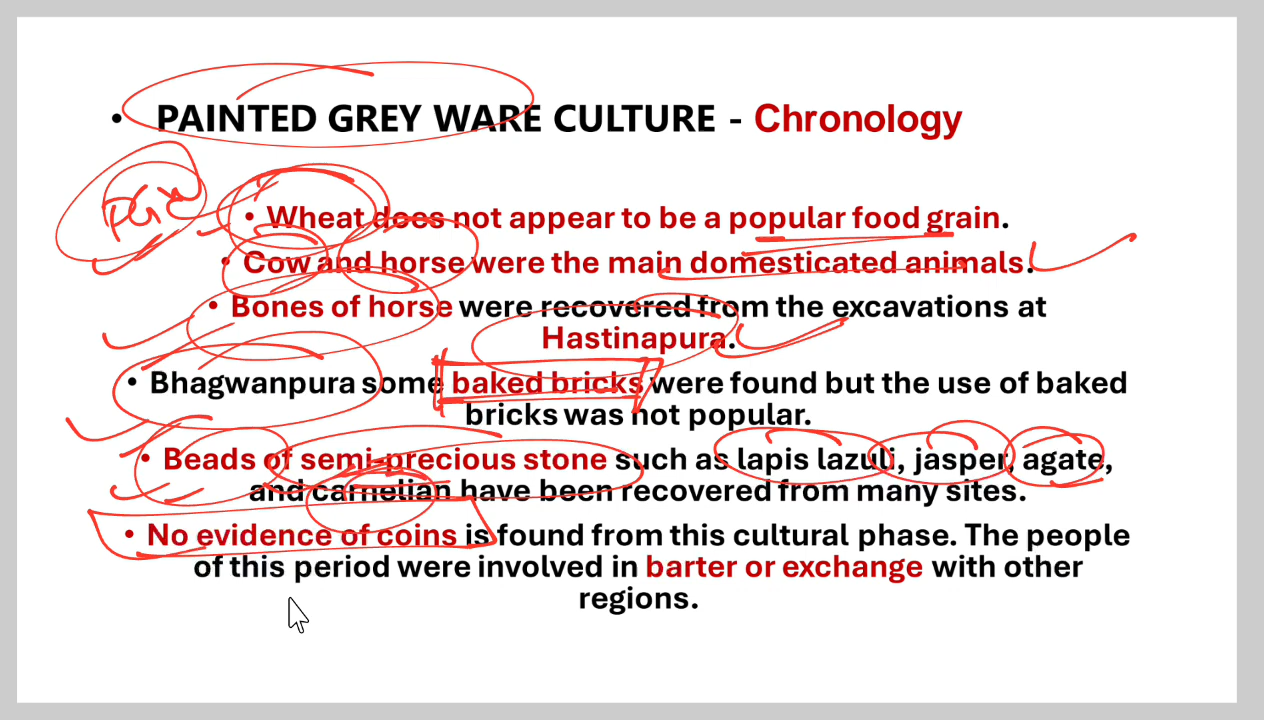 • PAINTED GREY WARE CULTURE - Chronology
PGW
• Wheat does not appear to be a popular food grain.
• Cow and horse were the main domesticated animals.
• Bones of horse were recovered from the excavations at
Hastinapura.
• Bhagwanpura some baked bricks were found but the use of baked
bricks was not popular.
• Beads of semi-precious stone such as lapis lazuli, jasper, agate,
and carnelian have been recovered from many sites.
• No evidence of coins is found from this cultural phase. The people
of this period were involved in barter or exchange with other
regions.